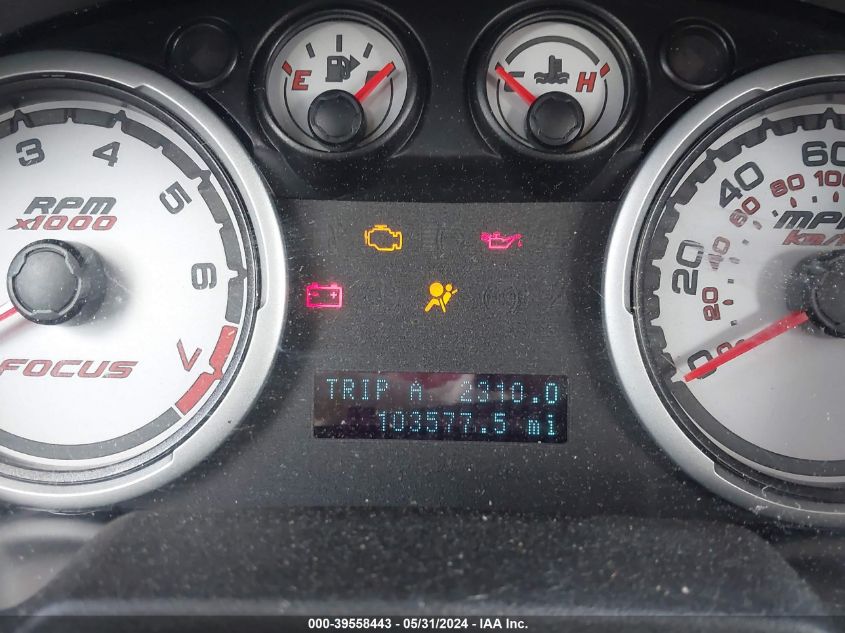 E
H
3 4 5 6 7
RPM
x1000
FOCUS
0 20 40 60
20 40 60 80 100
MPH
km/h
TRIP A 2310.0
103577.5 mi
000-39558443 - 05/31/2024 - IAA Inc.